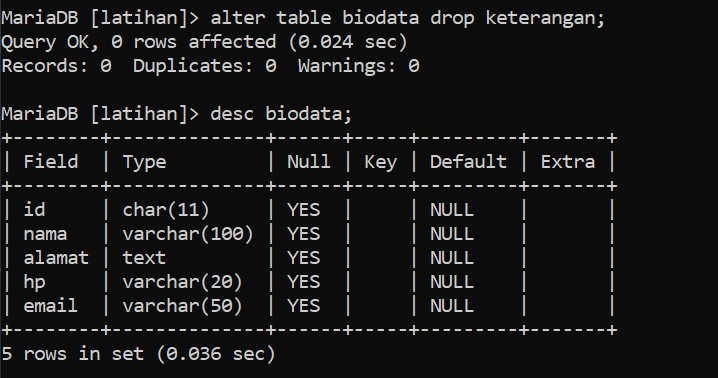 MariaDB [latihan]> alter table biodata drop keterangan;
Query OK, 0 rows affected (0.024 sec)
Records: 0  Duplicates: 0  Warnings: 0

MariaDB [latihan]> desc biodata;
+--------+--------------+------+-----+---------+-------+
| Field  | Type         | Null | Key | Default | Extra |
+--------+--------------+------+-----+---------+-------+
| id     | char(11)     | YES  |     | NULL    |       |
| nama   | varchar(100) | YES  |     | NULL    |       |
| alamat | text         | YES  |     | NULL    |       |
| hp     | varchar(20)  | YES  |     | NULL    |       |
| email  | varchar(50)  | YES  |     | NULL    |       |
+--------+--------------+------+-----+---------+-------+
5 rows in set (0.036 sec)